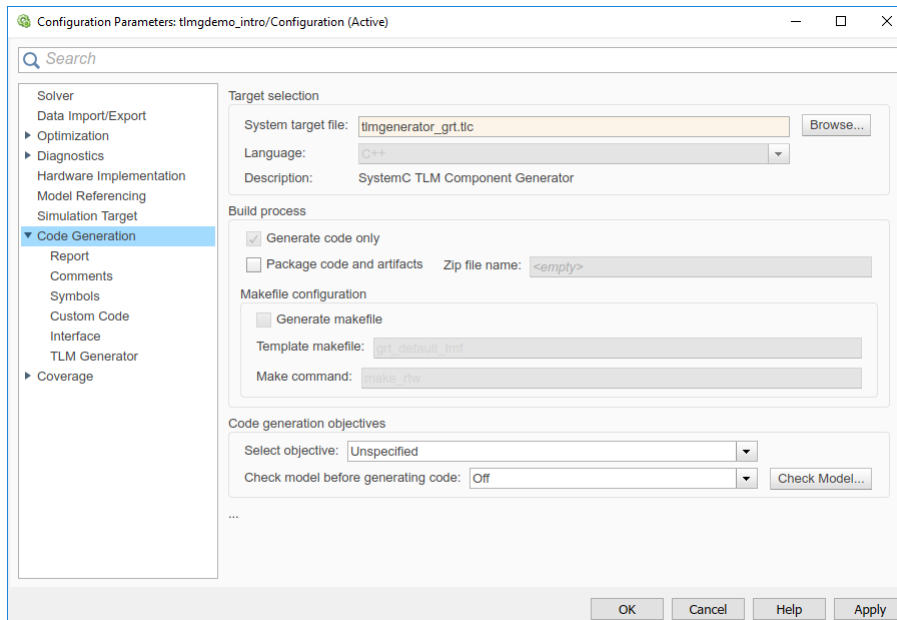 Configuration Parameters: tlmgdemo_intro/Configuration (Active)
Search
Solver
Data Import/Export
Optimization
Diagnostics
Hardware Implementation
Model Referencing
Simulation Target
Code Generation
Report
Comments
Symbols
Custom Code
Interface
TLM Generator
Coverage
Target selection
System target file: tlmgenerator_grt.tlc Browse...
Language: C++
Description: SystemC TLM Component Generator
Build process
Generate code only
Package code and artifacts Zip file name: <empty>
Makefile configuration
Generate makefile
Template makefile: grt_default_tmf
Make command: make_rtw
Code generation objectives
Select objective: Unspecified
Check model before generating code: Off Check Model...
...
OK Cancel Help Apply